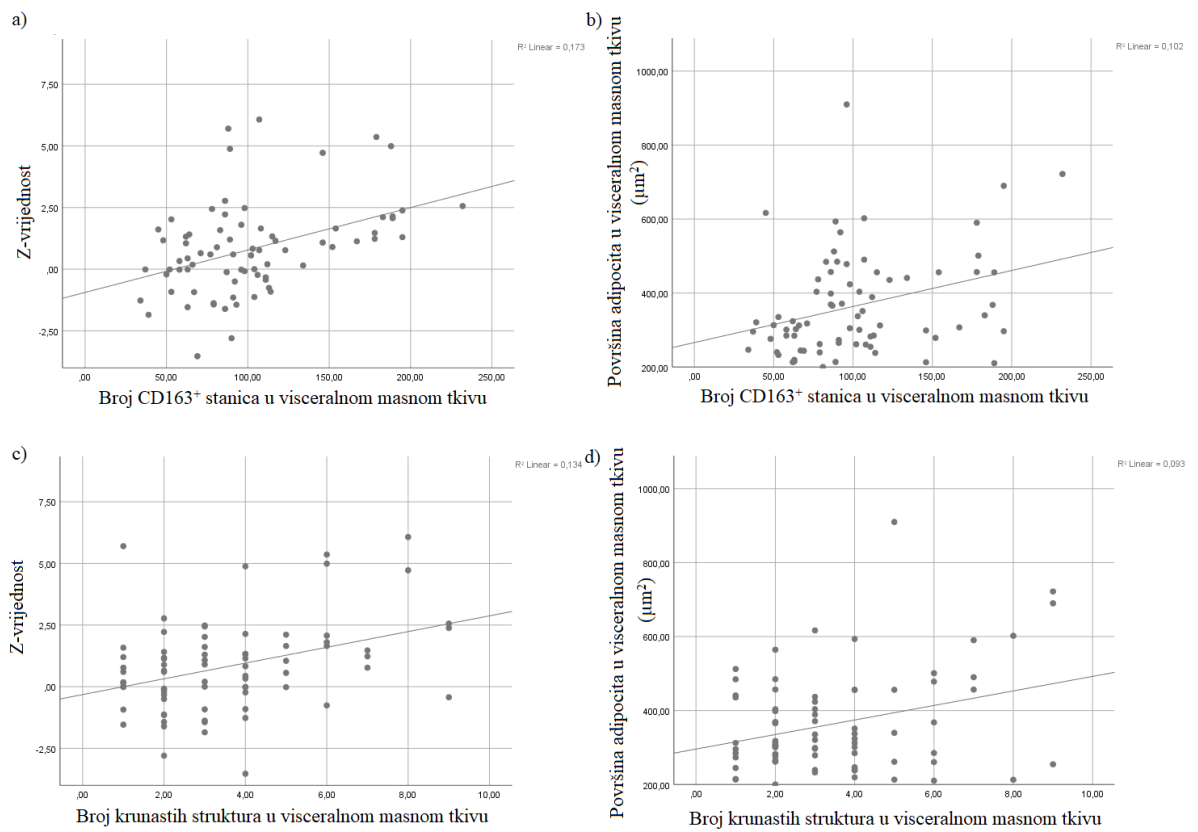 a)
R² Linear = 0,173
7,50
5,00
2,50
,00
-2,50
Z-vrijednost
,00 50,00 100,00 150,00 200,00 250,00
Broj CD163⁺ stanica u visceralnom masnom tkivu
b)
R² Linear = 0,102
1000,00
800,00
600,00
400,00
200,00
Površina adipocita u visceralnom masnom tkivu
(µm²)
,00 50,00 100,00 150,00 200,00 250,00
Broj CD163⁺ stanica u visceralnom masnom tkivu
c)
R² Linear = 0,134
7,50
5,00
2,50
,00
-2,50
Z-vrijednost
,00 2,00 4,00 6,00 8,00 10,00
Broj krunastih struktura u visceralnom masnom tkivu
d)
R² Linear = 0,093
1000,00
800,00
600,00
400,00
200,00
Površina adipocita u visceralnom masnom tkivu
(µm²)
,00 2,00 4,00 6,00 8,00 10,00
Broj krunastih struktura u visceralnom masnom tkivu